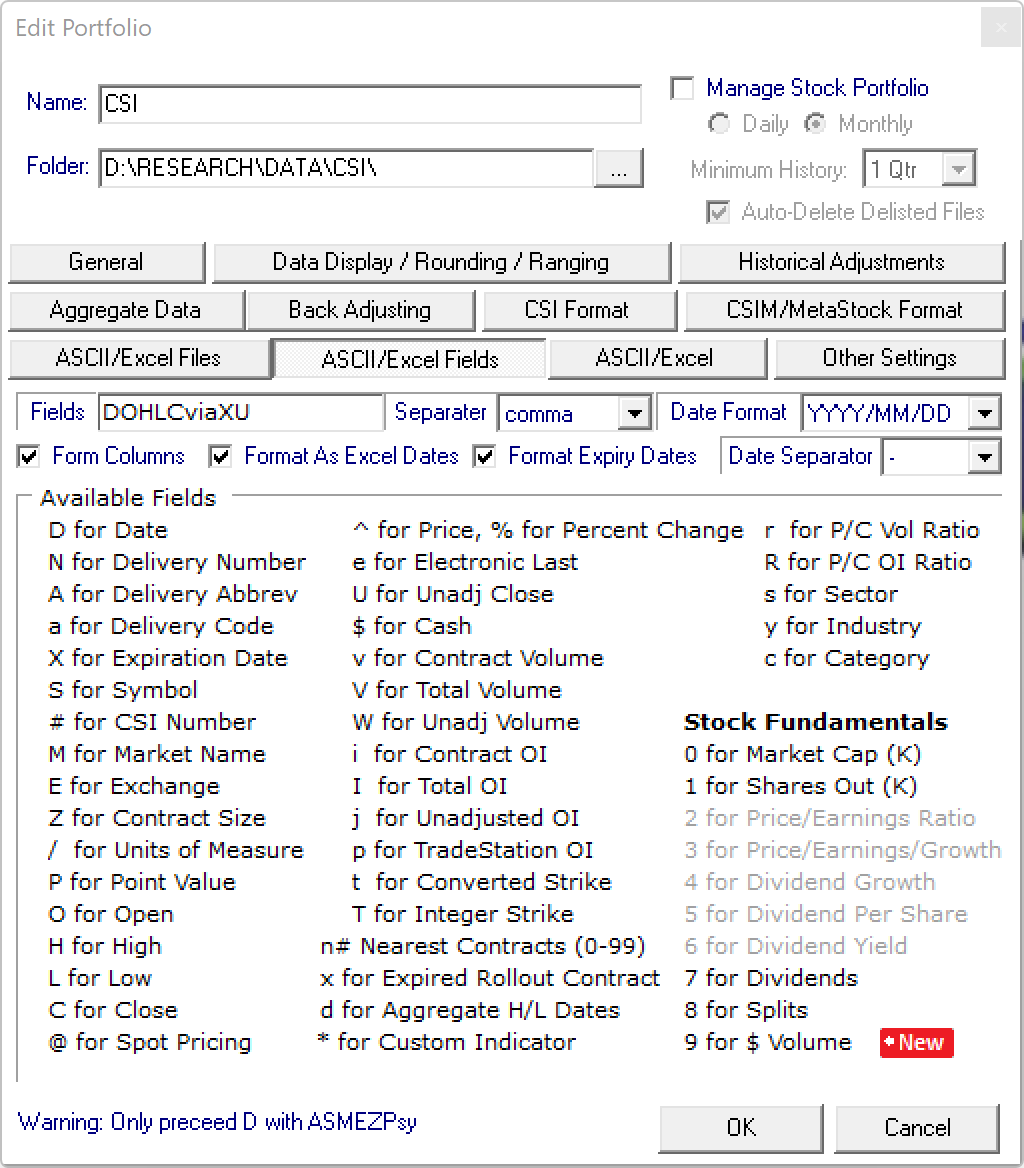 Edit Portfolio
Name: CSI
Manage Stock Portfolio
Daily Monthly
Folder: D:\RESEARCH\DATA\CSI\ ...
Minimum History: 1 Qtr
Auto-Delete Delisted Files
General Data Display / Rounding / Ranging Historical Adjustments
Aggregate Data Back Adjusting CSI Format CSIM/MetaStock Format
ASCII/Excel Files ASCII/Excel Fields ASCII/Excel Other Settings
Fields DOHLCviaXU Separater comma Date Format YYYY/MM/DD
Form Columns Format As Excel Dates Format Expiry Dates Date Separator -
Available Fields
D for Date ^ for Price, % for Percent Change r for P/C Vol Ratio
N for Delivery Number e for Electronic Last R for P/C OI Ratio
A for Delivery Abbrev U for Unadj Close s for Sector
a for Delivery Code $ for Cash y for Industry
X for Expiration Date v for Contract Volume c for Category
S for Symbol V for Total Volume
# for CSI Number W for Unadj Volume Stock Fundamentals
M for Market Name i for Contract OI 0 for Market Cap (K)
E for Exchange I for Total OI 1 for Shares Out (K)
Z for Contract Size j for Unadjusted OI 2 for Price/Earnings Ratio
/ for Units of Measure p for TradeStation OI 3 for Price/Earnings/Growth
P for Point Value t for Converted Strike 4 for Dividend Growth
O for Open T for Integer Strike 5 for Dividend Per Share
H for High n# Nearest Contracts (0-99) 6 for Dividend Yield
L for Low x for Expired Rollout Contract 7 for Dividends
C for Close d for Aggregate H/L Dates 8 for Splits
@ for Spot Pricing * for Custom Indicator 9 for $ Volume New
Warning: Only preceed D with ASMEZPsy
OK Cancel